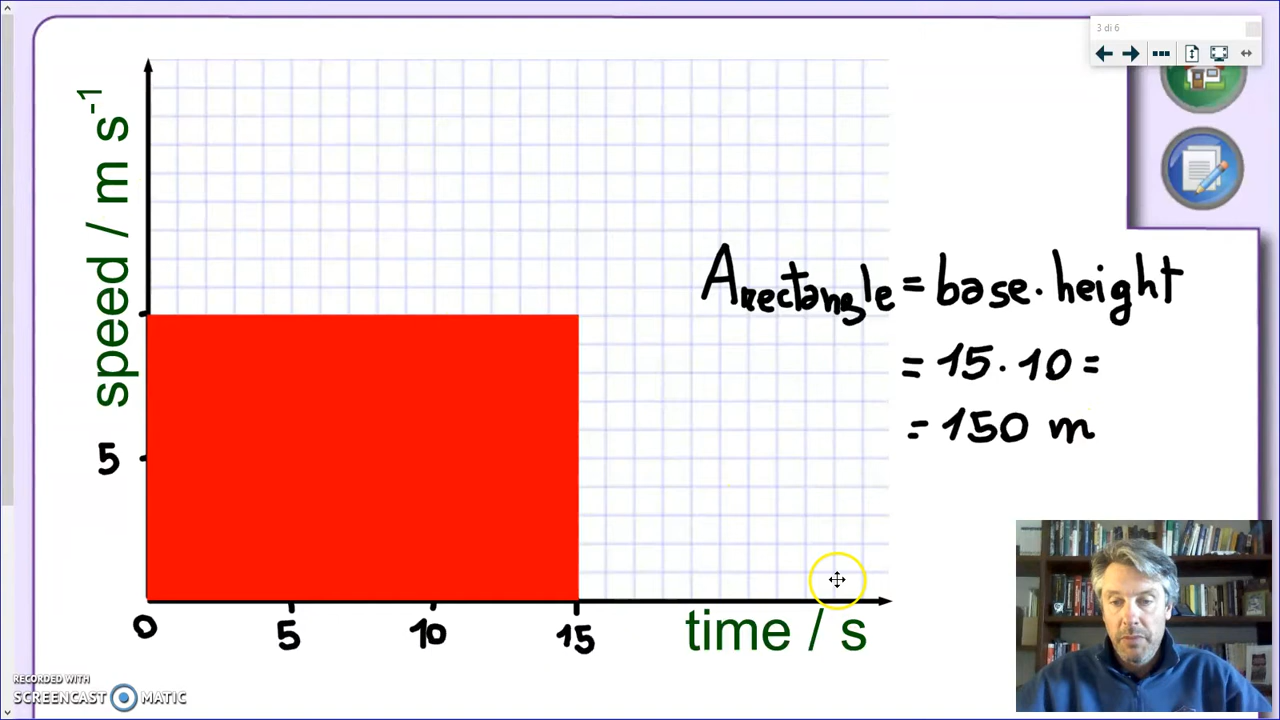 3 di 6
speed / m s⁻¹
A rectangle = base · height
= 15 · 10 =
= 150 m
5
0
5
10
15
time / s
RECORDED WITH
SCREENCAST MATIC